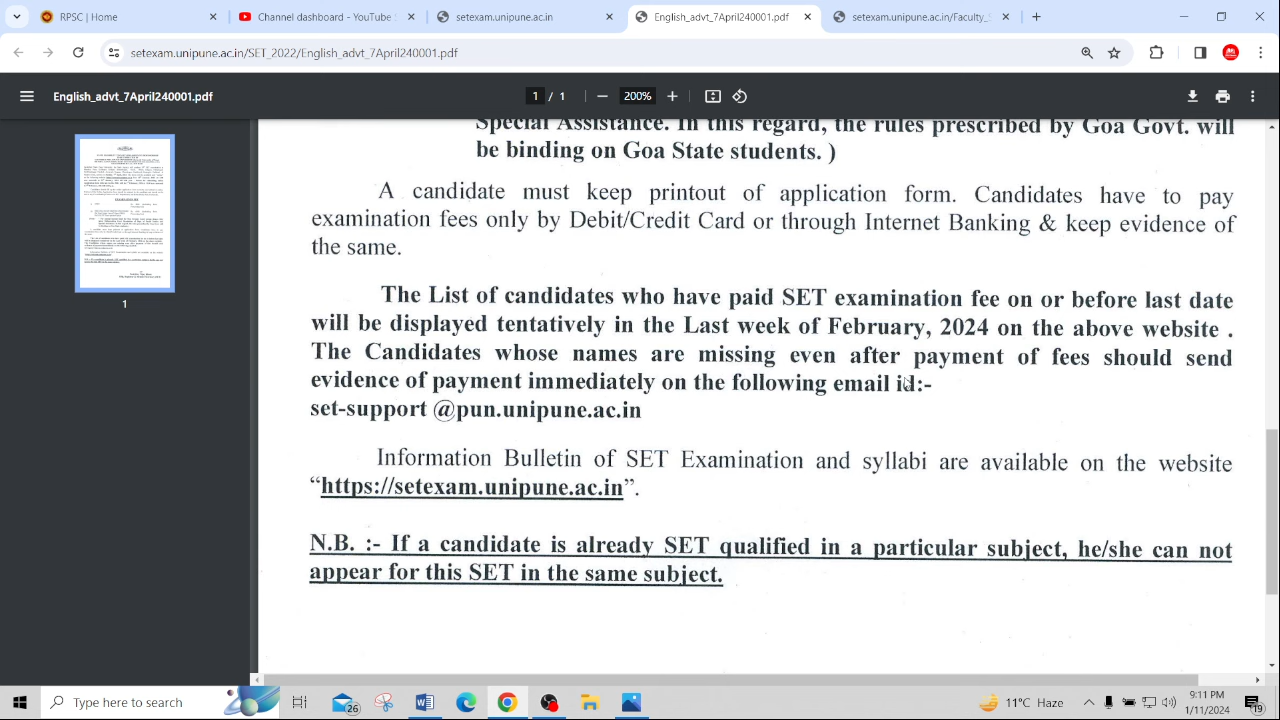 RPSC | Home
Channel dashboard - YouTube S
setexam.unipune.ac.in
English_advt_7April240001.pdf
setexam.unipune.ac.in/Faculty_S
setexam.unipune.ac.in/SET_2022/English_advt_7April240001.pdf
English_advt_7April240001.pdf
1 / 1
200%
1
Special Assistance. In this regard, the rules prescribed by Goa Govt. will
be binding on Goa State students. )
A candidate must keep printout of application form. Candidates have to pay
examination fees only by Debit/Credit Card or through Internet Banking & keep evidence of
the same.
The List of candidates who have paid SET examination fee on or before last date
will be displayed tentatively in the Last week of February, 2024 on the above website .
The Candidates whose names are missing even after payment of fees should send
evidence of payment immediately on the following email id:-
set-support @pun.unipune.ac.in
Information Bulletin of SET Examination and syllabi are available on the website
“https://setexam.unipune.ac.in”.
N.B. :- If a candidate is already SET qualified in a particular subject, he/she can not
appear for this SET in the same subject.
Type here to search
26
11°C Haze
9:11 PM
1/11/2024
19